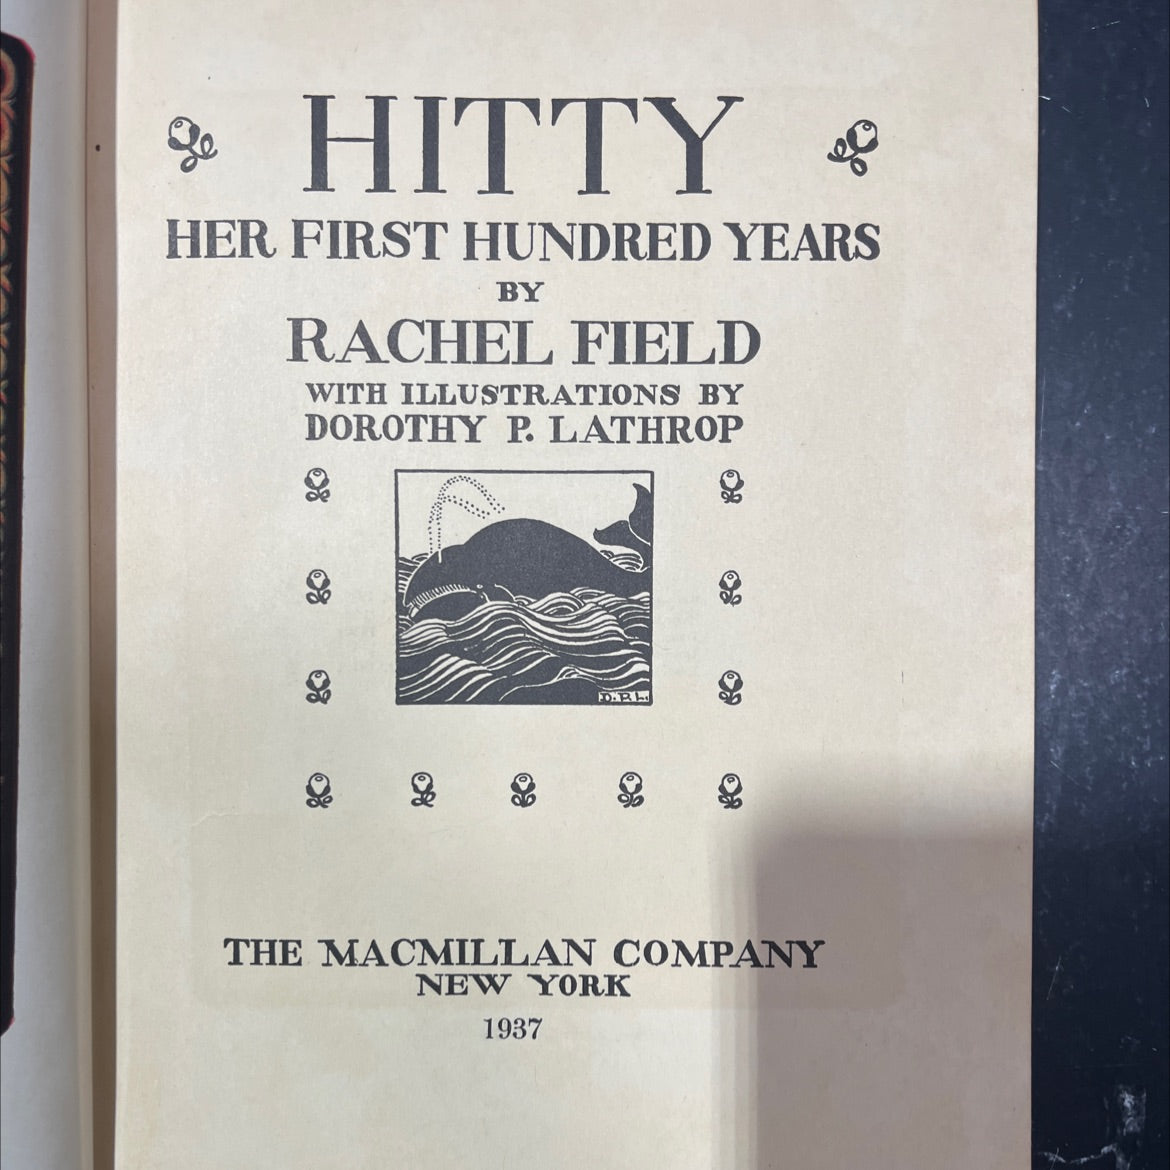 HITTY
HER FIRST HUNDRED YEARS
BY
RACHEL FIELD
WITH ILLUSTRATIONS BY
DOROTHY P. LATHROP
D.P.L.
THE MACMILLAN COMPANY
NEW YORK
1937